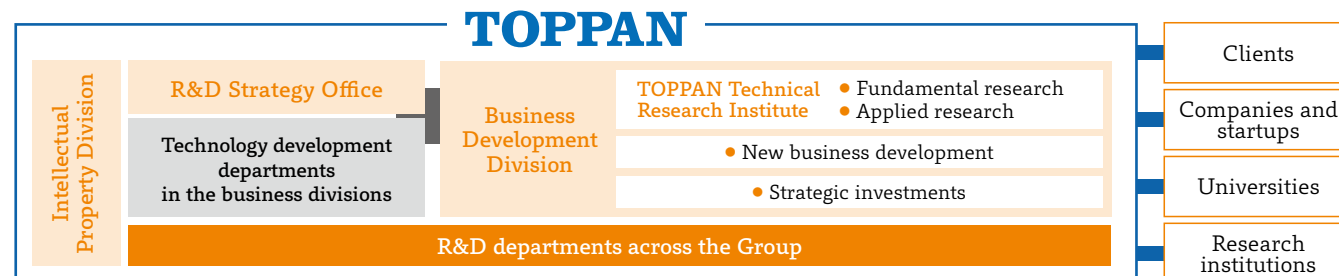 TOPPAN
Intellectual
Property Division
R&D Strategy Office
Technology development
departments
in the business divisions
Business
Development
Division
TOPPAN Technical
Research Institute
• Fundamental research
• Applied research
• New business development
• Strategic investments
R&D departments across the Group
Clients
Companies and
startups
Universities
Research
institutions